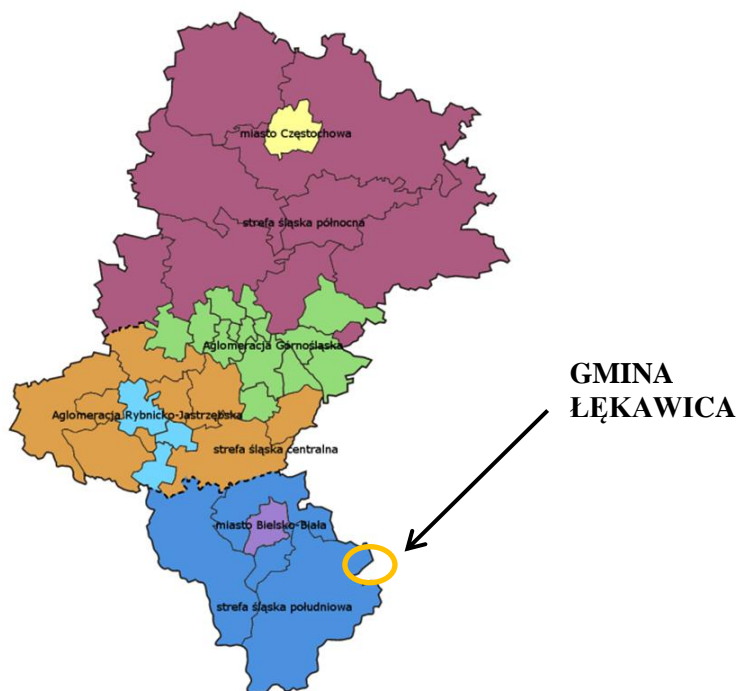 miasto Częstochowa
strefa śląska północna
Aglomeracja Górnośląska
GMINA
ŁĘKAWICA
Aglomeracja Rybnicko-Jastrzębska
strefa śląska centralna
miasto Bielsko-Biała
strefa śląska południowa